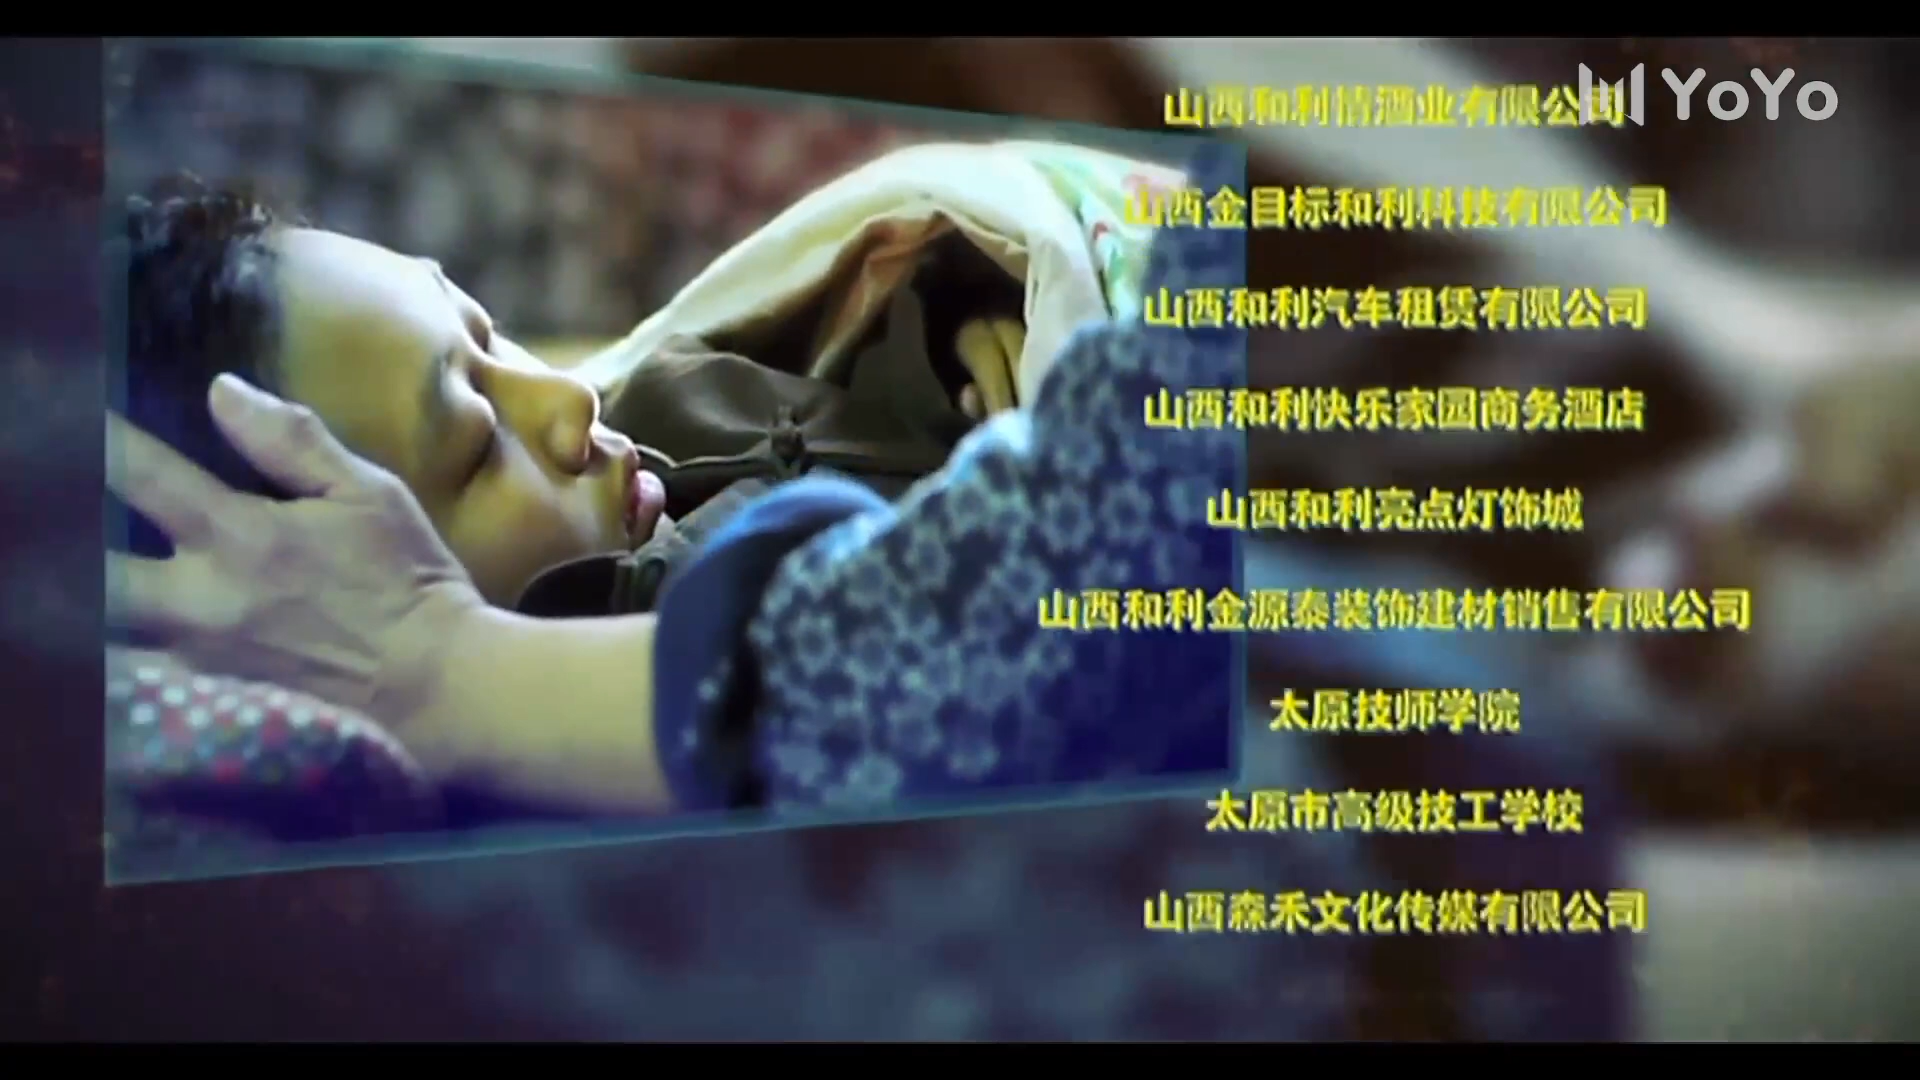 山西和利情酒业有限公司
YoYo
山西金目标和利科技有限公司
山西和利汽车租赁有限公司
山西和利快乐家园商务酒店
山西和利亮点灯饰城
山西和利金源泰装饰建材销售有限公司
太原技师学院
太原市高级技工学校
山西森禾文化传媒有限公司